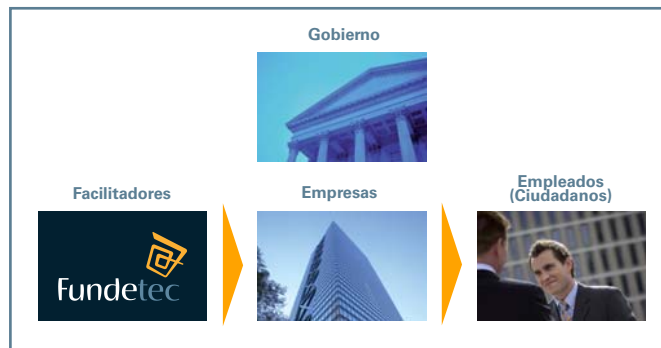 Gobierno
Facilitadores
Empresas
Empleados
(Ciudadanos)
Fundetec